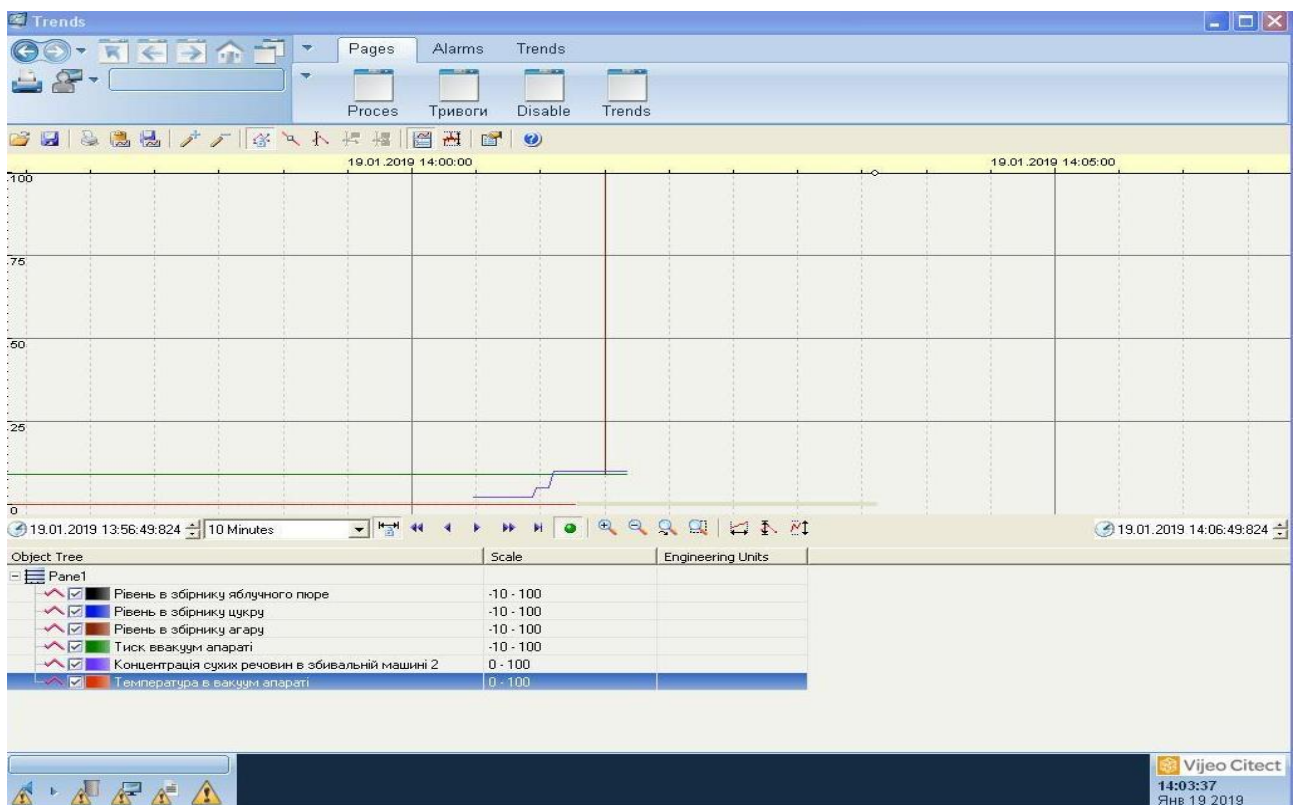 Trends
Pages Alarms Trends
Proces Тривоги Disable Trends
19.01.2019 14:00:00 19.01.2019 14:05:00
100
75
50
25
0
19.01.2019 13:56:49:824 10 Minutes 19.01.2019 14:06:49:824
Object Tree Scale Engineering Units
Pane1
Рівень в збірнику яблучного пюре -10 - 100
Рівень в збірнику цукру -10 - 100
Рівень в збірнику агару -10 - 100
Тиск ввакуум апараті -10 - 100
Концентрація сухих речовин в збивальній машині 2 0 - 100
Температура в вакуум апараті 0 - 100
Vijeo Citect
14:03:37
Янв 19 2019